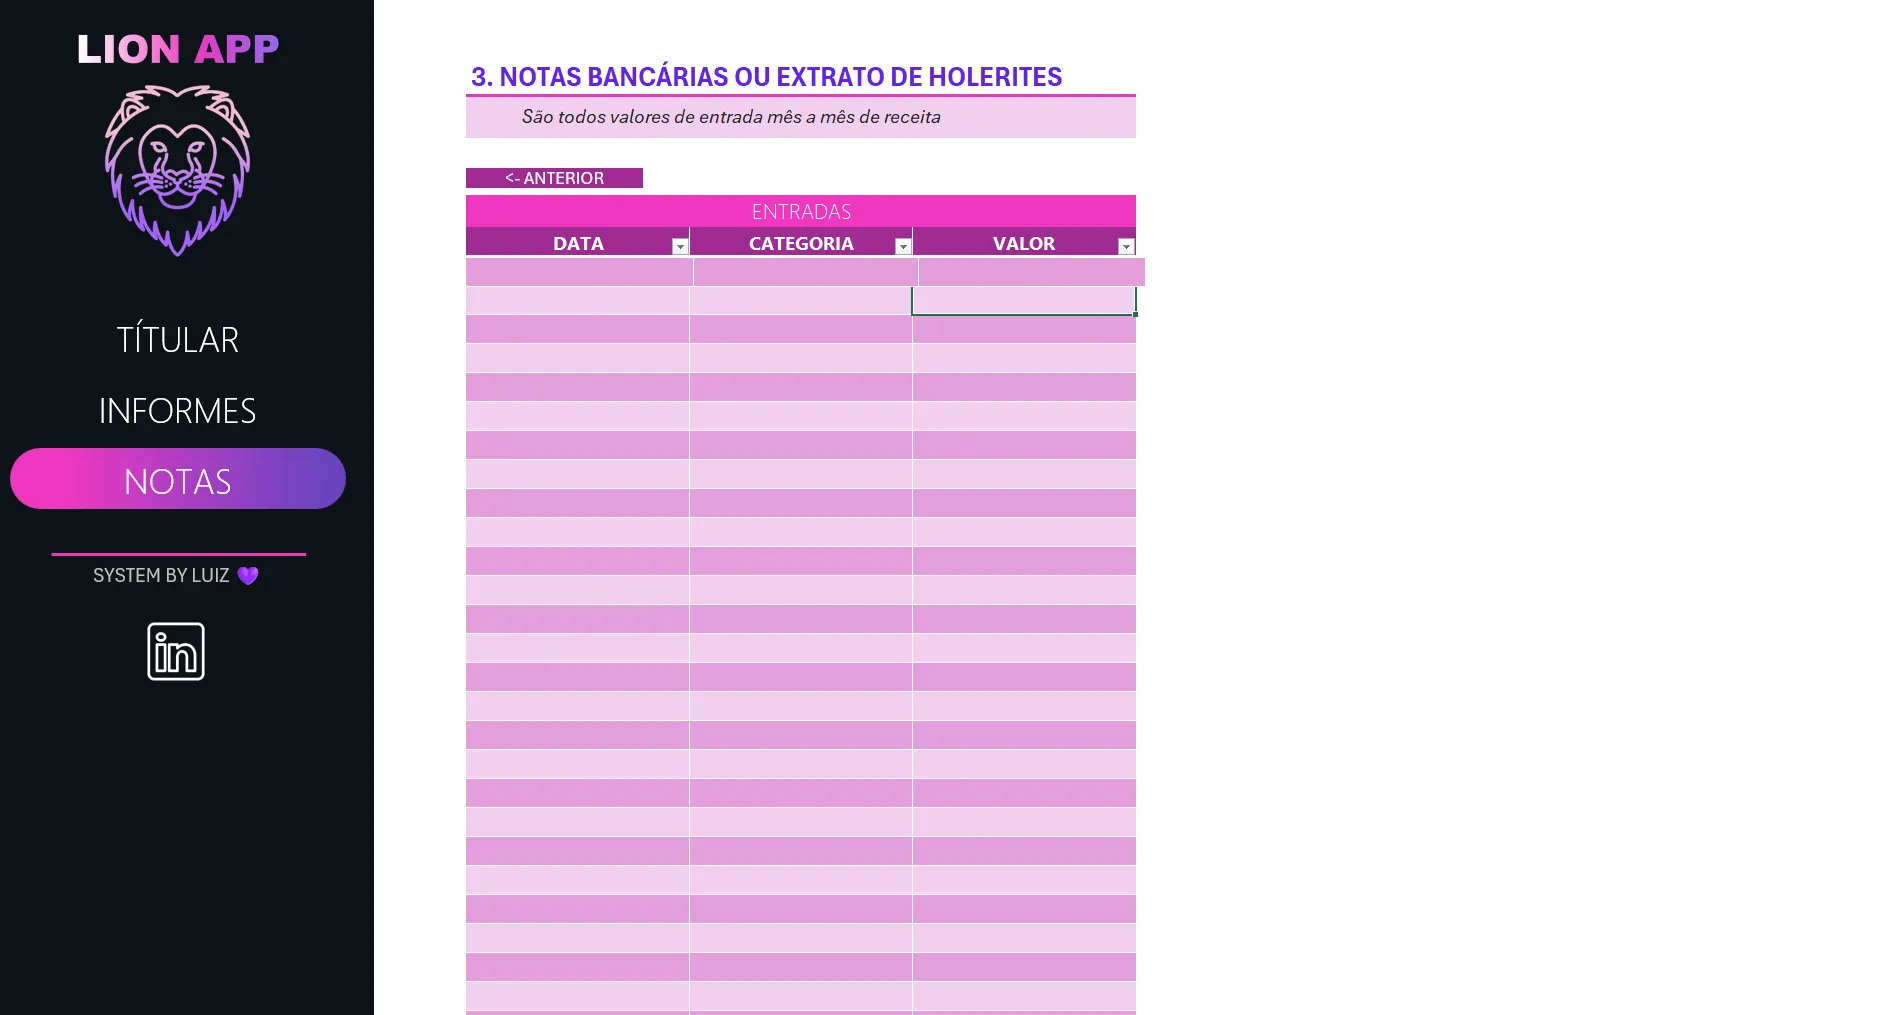 LION APP
TÍTULAR
INFORMES
NOTAS
SYSTEM BY LUIZ 💜
in
3. NOTAS BANCÁRIAS OU EXTRATO DE HOLERITES
São todos valores de entrada mês a mês de receita
<- ANTERIOR
ENTRADAS
DATA CATEGORIA VALOR